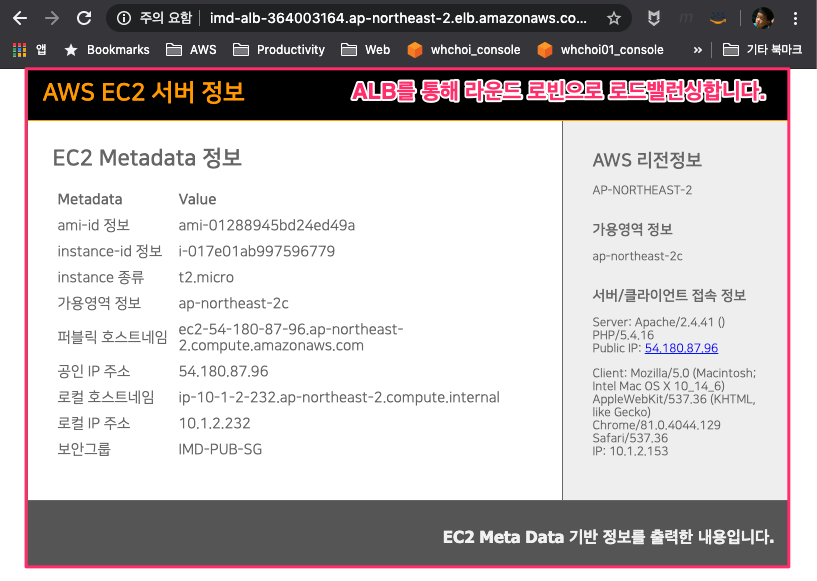 주의 요함
imd-alb-364003164.ap-northeast-2.elb.amazonaws.co...
앱
Bookmarks
AWS
Productivity
Web
whchoi_console
whchoi01_console
»
기타 북마크
AWS EC2 서버 정보
ALB를 통해 라운드 로빈으로 로드밸런싱합니다.
EC2 Metadata 정보
Metadata Value
ami-id 정보 ami-01288945bd24ed49a
instance-id 정보 i-017e01ab997596779
instance 종류 t2.micro
가용영역 정보 ap-northeast-2c
퍼블릭 호스트네임 ec2-54-180-87-96.ap-northeast-
2.compute.amazonaws.com
공인 IP 주소 54.180.87.96
로컬 호스트네임 ip-10-1-2-232.ap-northeast-2.compute.internal
로컬 IP 주소 10.1.2.232
보안그룹 IMD-PUB-SG
AWS 리전정보
AP-NORTHEAST-2
가용영역 정보
ap-northeast-2c
서버/클라이언트 접속 정보
Server: Apache/2.4.41 ()
PHP/5.4.16
Public IP: 54.180.87.96
Client: Mozilla/5.0 (Macintosh;
Intel Mac OS X 10_14_6)
AppleWebKit/537.36 (KHTML,
like Gecko)
Chrome/81.0.4044.129
Safari/537.36
IP: 10.1.2.153
EC2 Meta Data 기반 정보를 출력한 내용입니다.